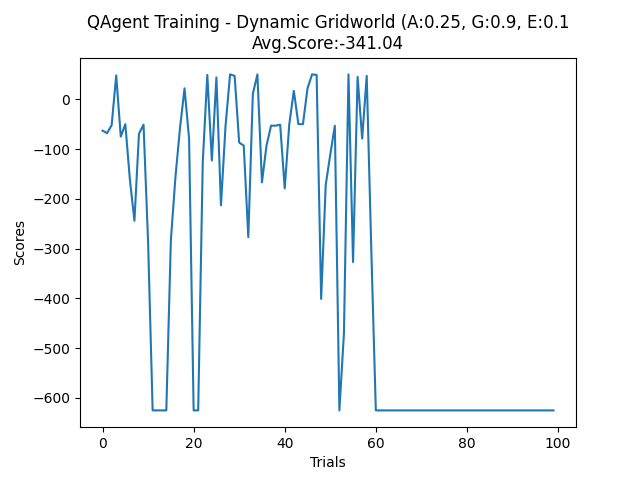 QAgent Training - Dynamic Gridworld (A:0.25, G:0.9, E:0.1
Avg.Score:-341.04
0
−100
−200
−300
−400
−500
−600
Scores
0 20 40 60 80 100
Trials